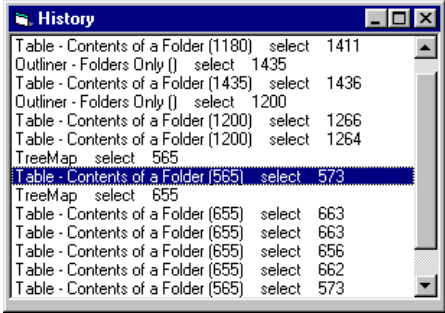 History
Table - Contents of a Folder (1180) select 1411
Outliner - Folders Only () select 1435
Table - Contents of a Folder (1435) select 1436
Outliner - Folders Only () select 1200
Table - Contents of a Folder (1200) select 1266
Table - Contents of a Folder (1200) select 1264
TreeMap select 565
Table - Contents of a Folder (565) select 573
TreeMap select 655
Table - Contents of a Folder (655) select 663
Table - Contents of a Folder (655) select 663
Table - Contents of a Folder (655) select 656
Table - Contents of a Folder (655) select 662
Table - Contents of a Folder (565) select 573